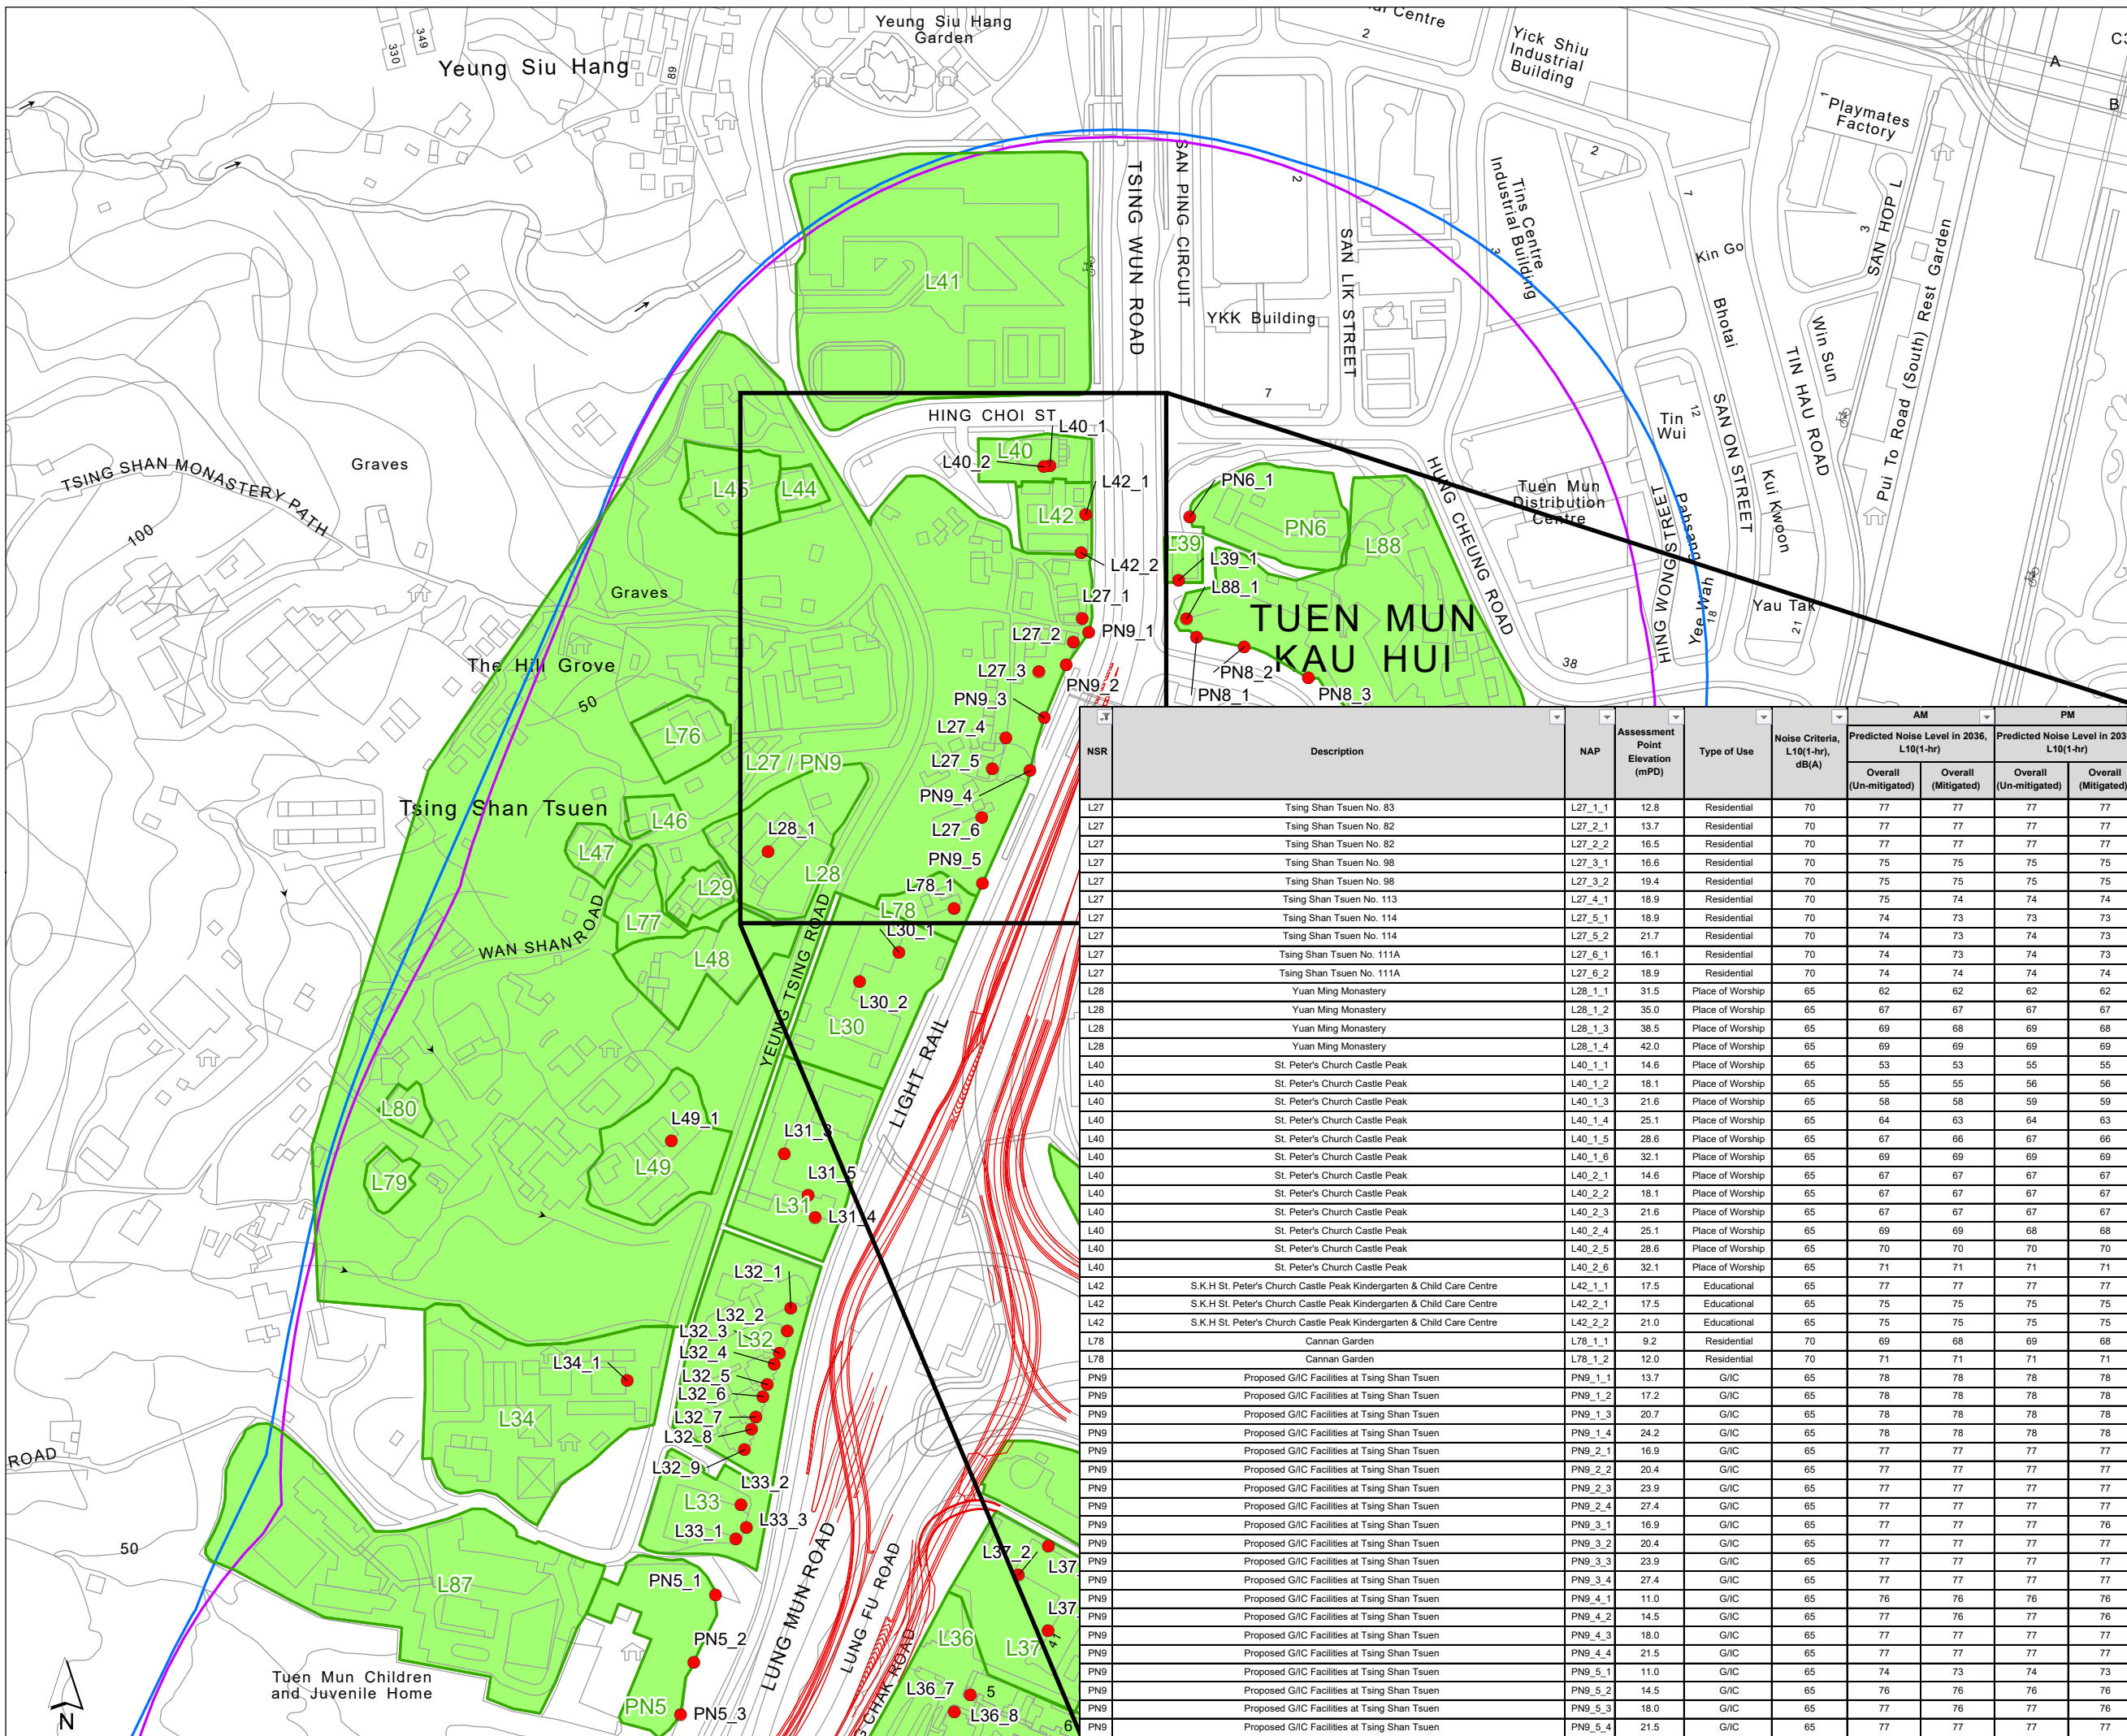 Yeung Siu Hang
Garden
2
Yick Shiu
Industrial
Building
A
B
330
349
89
Yeung Siu Hang
Playmates
Factory
1
2
SAN HOP L
3
TSING WUN ROAD
SAN PING CIRCUIT
2
SAN LIK STREET
Tins Centre
Industrial Building
3
7
Kin Go
Bhotai
Win Sun
TIN HAU ROAD
Pui To Road (South) Rest Garden
L41
YKK Building
7
HING CHOI ST
L40_1
L40
L40_2
L42_1
L42
L42_2
PN6_1
PN6
L39
L39_1
L88
L88_1
HUNG CHEUNG ROAD
Tuen Mun
Distribution
Centre
Tin
Wui
12
SAN ON STREET
Kui Kwoon
HING WONG STREET
Pahsang
Yee Wah
18
Yau Tak
21
38
TSING SHAN MONASTERY PATH
Graves
100
L45
L44
Graves
TUEN MUN
KAU HUI
L27_1
PN9_1
L27_2
L27_3
PN9_2
PN8_2
PN8_1
PN8_3
The Hill Grove
50
PN9_3
L27_4
L76
L27 / PN9
L27_5
PN9_4
Tsing Shan Tsuen
L46
L27_6
L28_1
L47
PN9_5
L28
L29
L78_1
L78
L77
WAN SHAN ROAD
L30_1
L48
L30_2
L30
YEUNG TSING ROAD
LIGHT RAIL
L80
L49_1
L49
L79
L31_3
L31_5
L31
L31_4
L32_1
L32_2
L32_3
L32
L32_4
L32_5
L32_6
L32_7
L32_8
L32_9
L34_1
L34
L33_2
L33
L33_3
L33_1
ROAD
50
L87
PN5_1
PN5_2
PN5
PN5_3
Tuen Mun Children
and Juvenile Home
N
LUNG MUN ROAD
LUNG FU ROAD
L37_2
L37
41
L36
L36_7
5
L36_8
6
AM PM
NSR Description NAP Assessment Point Elevation (mPD) Type of Use Noise Criteria, L10(1-hr), dB(A) Predicted Noise Level in 2036, L10(1-hr) Predicted Noise Level in 203 L10(1-hr)
Overall (Un-mitigated) Overall (Mitigated) Overall (Un-mitigated) Overall (Mitigated)
L27 Tsing Shan Tsuen No. 83 L27_1_1 12.8 Residential 70 77 77 77 77
L27 Tsing Shan Tsuen No. 82 L27_2_1 13.7 Residential 70 77 77 77 77
L27 Tsing Shan Tsuen No. 82 L27_2_2 16.5 Residential 70 77 77 77 77
L27 Tsing Shan Tsuen No. 98 L27_3_1 16.6 Residential 70 75 75 75 75
L27 Tsing Shan Tsuen No. 98 L27_3_2 19.4 Residential 70 75 75 75 75
L27 Tsing Shan Tsuen No. 113 L27_4_1 18.9 Residential 70 75 74 74 74
L27 Tsing Shan Tsuen No. 114 L27_5_1 18.9 Residential 70 74 73 73 73
L27 Tsing Shan Tsuen No. 114 L27_5_2 21.7 Residential 70 74 73 74 73
L27 Tsing Shan Tsuen No. 111A L27_6_1 16.1 Residential 70 74 73 74 73
L27 Tsing Shan Tsuen No. 111A L27_6_2 18.9 Residential 70 74 74 74 74
L28 Yuan Ming Monastery L28_1_1 31.5 Place of Worship 65 62 62 62 62
L28 Yuan Ming Monastery L28_1_2 35.0 Place of Worship 65 67 67 67 67
L28 Yuan Ming Monastery L28_1_3 38.5 Place of Worship 65 69 68 69 68
L28 Yuan Ming Monastery L28_1_4 42.0 Place of Worship 65 69 69 69 69
L40 St. Peter's Church Castle Peak L40_1_1 14.6 Place of Worship 65 53 53 55 55
L40 St. Peter's Church Castle Peak L40_1_2 18.1 Place of Worship 65 55 55 56 56
L40 St. Peter's Church Castle Peak L40_1_3 21.6 Place of Worship 65 58 58 59 59
L40 St. Peter's Church Castle Peak L40_1_4 25.1 Place of Worship 65 64 63 64 63
L40 St. Peter's Church Castle Peak L40_1_5 28.6 Place of Worship 65 67 66 67 66
L40 St. Peter's Church Castle Peak L40_1_6 32.1 Place of Worship 65 69 69 69 69
L40 St. Peter's Church Castle Peak L40_2_1 14.6 Place of Worship 65 67 67 67 67
L40 St. Peter's Church Castle Peak L40_2_2 18.1 Place of Worship 65 67 67 67 67
L40 St. Peter's Church Castle Peak L40_2_3 21.6 Place of Worship 65 67 67 67 67
L40 St. Peter's Church Castle Peak L40_2_4 25.1 Place of Worship 65 69 69 68 68
L40 St. Peter's Church Castle Peak L40_2_5 28.6 Place of Worship 65 70 70 70 70
L40 St. Peter's Church Castle Peak L40_2_6 32.1 Place of Worship 65 71 71 71 71
L42 S.K.H St. Peter's Church Castle Peak Kindergarten & Child Care Centre L42_1_1 17.5 Educational 65 77 77 77 77
L42 S.K.H St. Peter's Church Castle Peak Kindergarten & Child Care Centre L42_2_1 17.5 Educational 65 75 75 75 75
L42 S.K.H St. Peter's Church Castle Peak Kindergarten & Child Care Centre L42_2_2 21.0 Educational 65 75 75 75 75
L78 Cannan Garden L78_1_1 9.2 Residential 70 69 68 69 68
L78 Cannan Garden L78_1_2 12.0 Residential 70 71 71 71 71
PN9 Proposed G/IC Facilities at Tsing Shan Tsuen PN9_1_1 13.7 G/IC 65 78 78 78 78
PN9 Proposed G/IC Facilities at Tsing Shan Tsuen PN9_1_2 17.2 G/IC 65 78 78 78 78
PN9 Proposed G/IC Facilities at Tsing Shan Tsuen PN9_1_3 20.7 G/IC 65 78 78 78 78
PN9 Proposed G/IC Facilities at Tsing Shan Tsuen PN9_1_4 24.2 G/IC 65 78 78 78 78
PN9 Proposed G/IC Facilities at Tsing Shan Tsuen PN9_2_1 16.9 G/IC 65 77 77 77 77
PN9 Proposed G/IC Facilities at Tsing Shan Tsuen PN9_2_2 20.4 G/IC 65 77 77 77 77
PN9 Proposed G/IC Facilities at Tsing Shan Tsuen PN9_2_3 23.9 G/IC 65 77 77 77 77
PN9 Proposed G/IC Facilities at Tsing Shan Tsuen PN9_2_4 27.4 G/IC 65 77 77 77 77
PN9 Proposed G/IC Facilities at Tsing Shan Tsuen PN9_3_1 16.9 G/IC 65 77 77 77 76
PN9 Proposed G/IC Facilities at Tsing Shan Tsuen PN9_3_2 20.4 G/IC 65 77 77 77 77
PN9 Proposed G/IC Facilities at Tsing Shan Tsuen PN9_3_3 23.9 G/IC 65 77 77 77 77
PN9 Proposed G/IC Facilities at Tsing Shan Tsuen PN9_3_4 27.4 G/IC 65 77 77 77 77
PN9 Proposed G/IC Facilities at Tsing Shan Tsuen PN9_4_1 11.0 G/IC 65 76 76 76 76
PN9 Proposed G/IC Facilities at Tsing Shan Tsuen PN9_4_2 14.5 G/IC 65 77 76 77 76
PN9 Proposed G/IC Facilities at Tsing Shan Tsuen PN9_4_3 18.0 G/IC 65 77 77 77 77
PN9 Proposed G/IC Facilities at Tsing Shan Tsuen PN9_4_4 21.5 G/IC 65 77 77 77 77
PN9 Proposed G/IC Facilities at Tsing Shan Tsuen PN9_5_1 11.0 G/IC 65 74 73 74 73
PN9 Proposed G/IC Facilities at Tsing Shan Tsuen PN9_5_2 14.5 G/IC 65 76 76 76 76
PN9 Proposed G/IC Facilities at Tsing Shan Tsuen PN9_5_3 18.0 G/IC 65 77 76 77 76
PN9 Proposed G/IC Facilities at Tsing Shan Tsuen PN9_5_4 21.5 G/IC 65 77 77 77 77